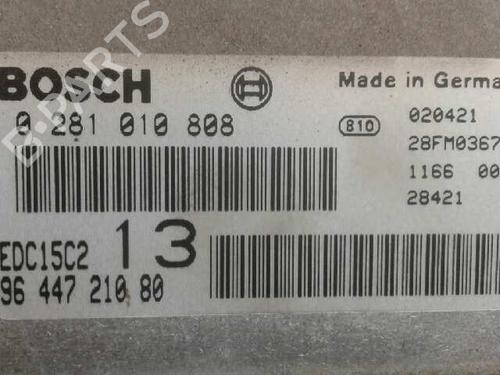 BOSCH
Made in Germa
0 281 010 808
810
020421
28FM0367
1166 00
28421
EDC15C2 13
96 447 210 80
B-PARTS